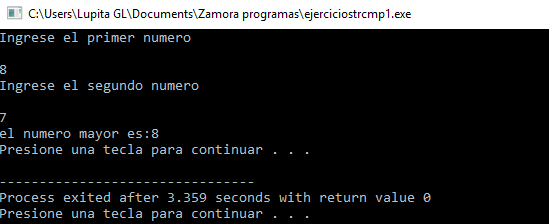 C:\Users\Lupita GL\Documents\Zamora programas\ejerciciostrcmp1.exe
Ingrese el primer numero
8
Ingrese el segundo numero
7
el numero mayor es:8
Presione una tecla para continuar . . .
--------------------------------
Process exited after 3.359 seconds with return value 0
Presione una tecla para continuar . . .